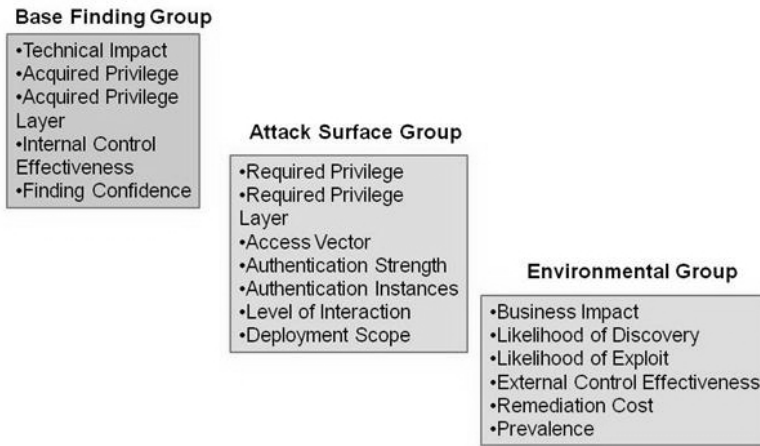 Base Finding Group
•Technical Impact
•Acquired Privilege
•Acquired Privilege
Layer
•Internal Control
Effectiveness
•Finding Confidence
Attack Surface Group
•Required Privilege
•Required Privilege
Layer
•Access Vector
•Authentication Strength
•Authentication Instances
•Level of Interaction
•Deployment Scope
Environmental Group
•Business Impact
•Likelihood of Discovery
•Likelihood of Exploit
•External Control Effectiveness
•Remediation Cost
•Prevalence